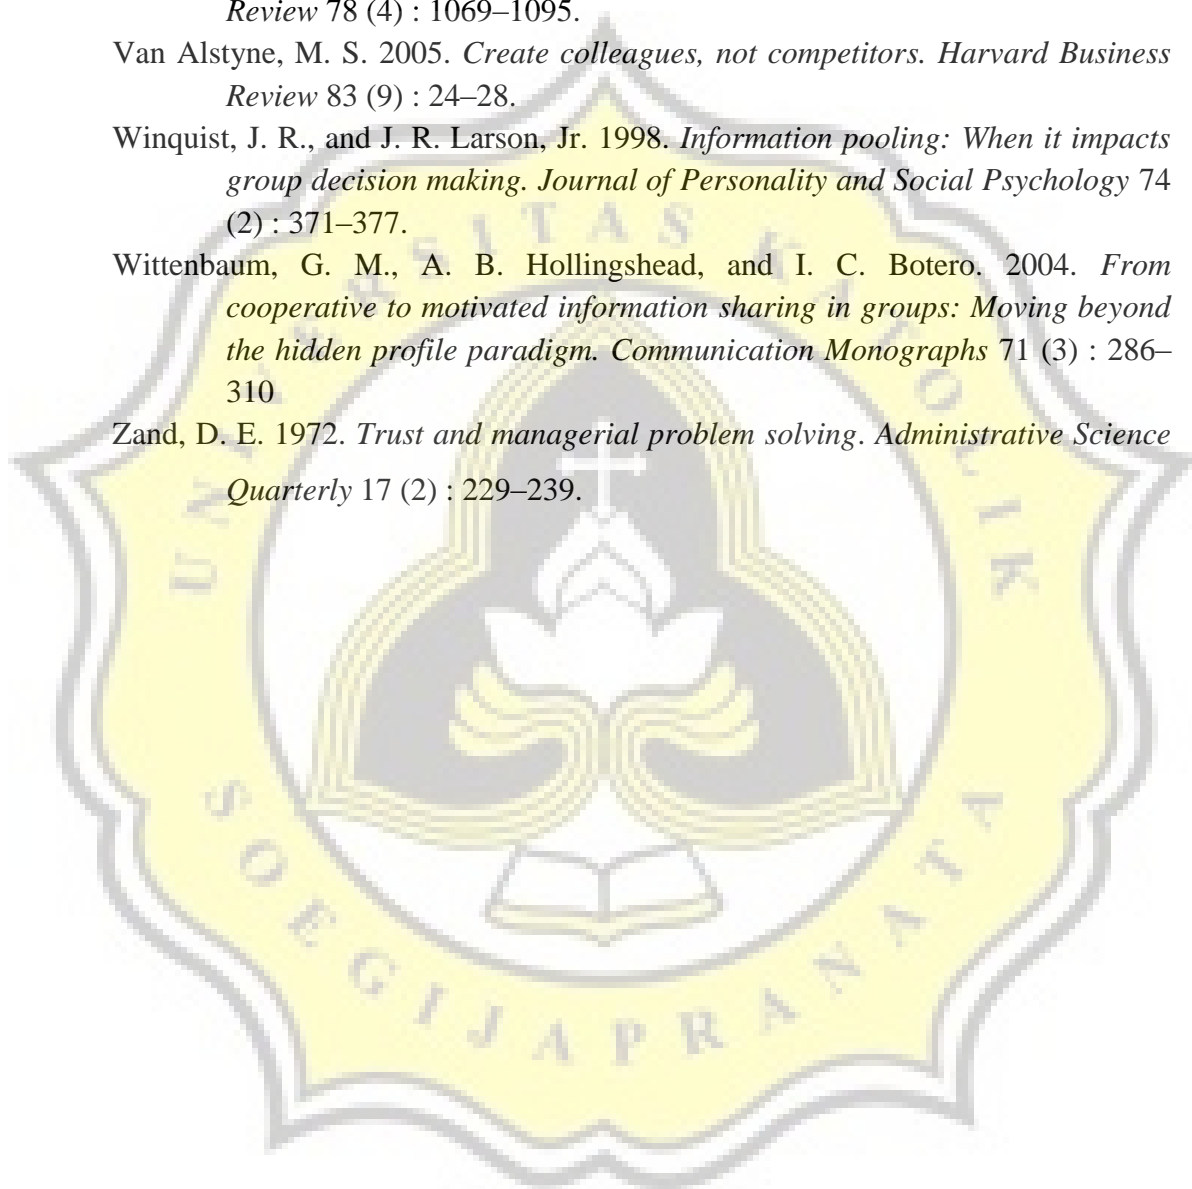 Review 78 (4) : 1069–1095.
Van Alstyne, M. S. 2005. Create colleagues, not competitors. Harvard Business
Review 83 (9) : 24–28.
Winquist, J. R., and J. R. Larson, Jr. 1998. Information pooling: When it impacts
group decision making. Journal of Personality and Social Psychology 74
(2) : 371–377.
Wittenbaum, G. M., A. B. Hollingshead, and I. C. Botero. 2004. From
cooperative to motivated information sharing in groups: Moving beyond
the hidden profile paradigm. Communication Monographs 71 (3) : 286–
310
Zand, D. E. 1972. Trust and managerial problem solving. Administrative Science
Quarterly 17 (2) : 229–239.
UNIVERSITAS KATOLIK
SOEGIJAPRANATA